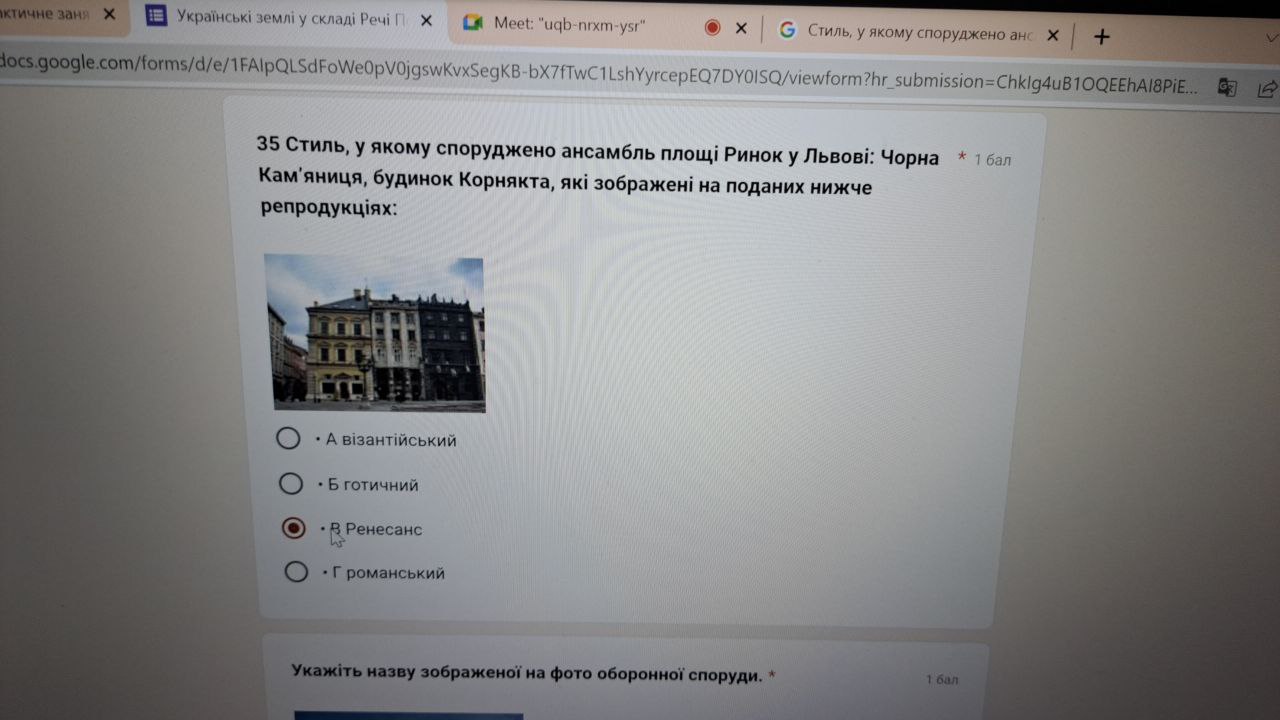 ктичне заня
Українські землі у складі Речі П
Meet: "uqb-nrxm-ysr"
Стиль, у якому споруджено анс
docs.google.com/forms/d/e/1FAIpQLSdFoWe0pV0jgswKvxSegKB-bX7fTwC1LshYyrcepEQ7DY0ISQ/viewform?hr_submission=ChkIg4uB1OQEEhAI8PiE...
35 Стиль, у якому споруджено ансамбль площі Ринок у Львові: Чорна * 1 бал
Кам'яниця, будинок Корнякта, які зображені на поданих нижче
репродукціях:
• А візантійський
• Б готичний
• В Ренесанс
• Г романський
Укажіть назву зображеної на фото оборонної споруди. * 1 бал